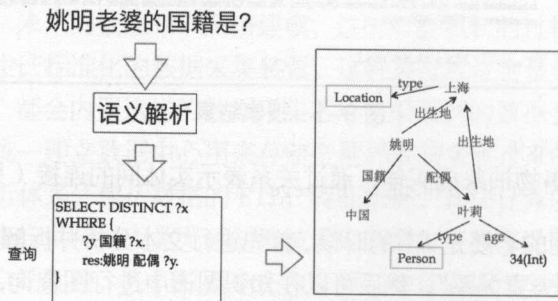 姚明老婆的国籍是?
语义解析
查询
SELECT DISTINCT ?x
WHERE {
?y 国籍 ?x.
res:姚明 配偶 ?y.
type
上海
Location
出生地
出生地
姚明
国籍
配偶
中国
叶莉
type
age
Person
34(Int)